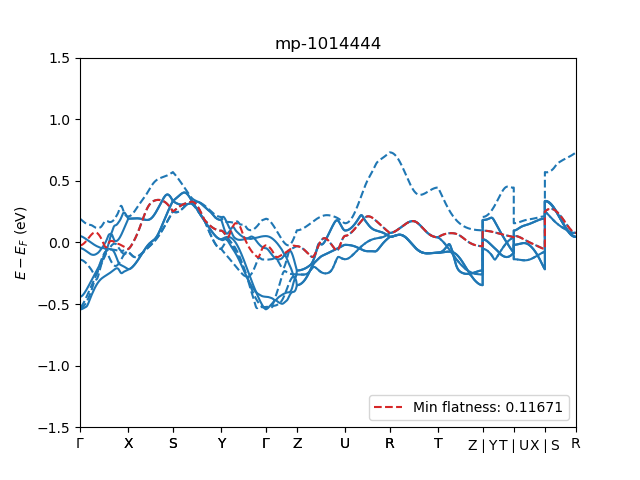 mp-1014444
E − E_F (eV)
1.5
1.0
0.5
0.0
−0.5
−1.0
−1.5
Min flatness: 0.11671
Γ X S Y Γ Z U R T Z | Y T | U X | S R